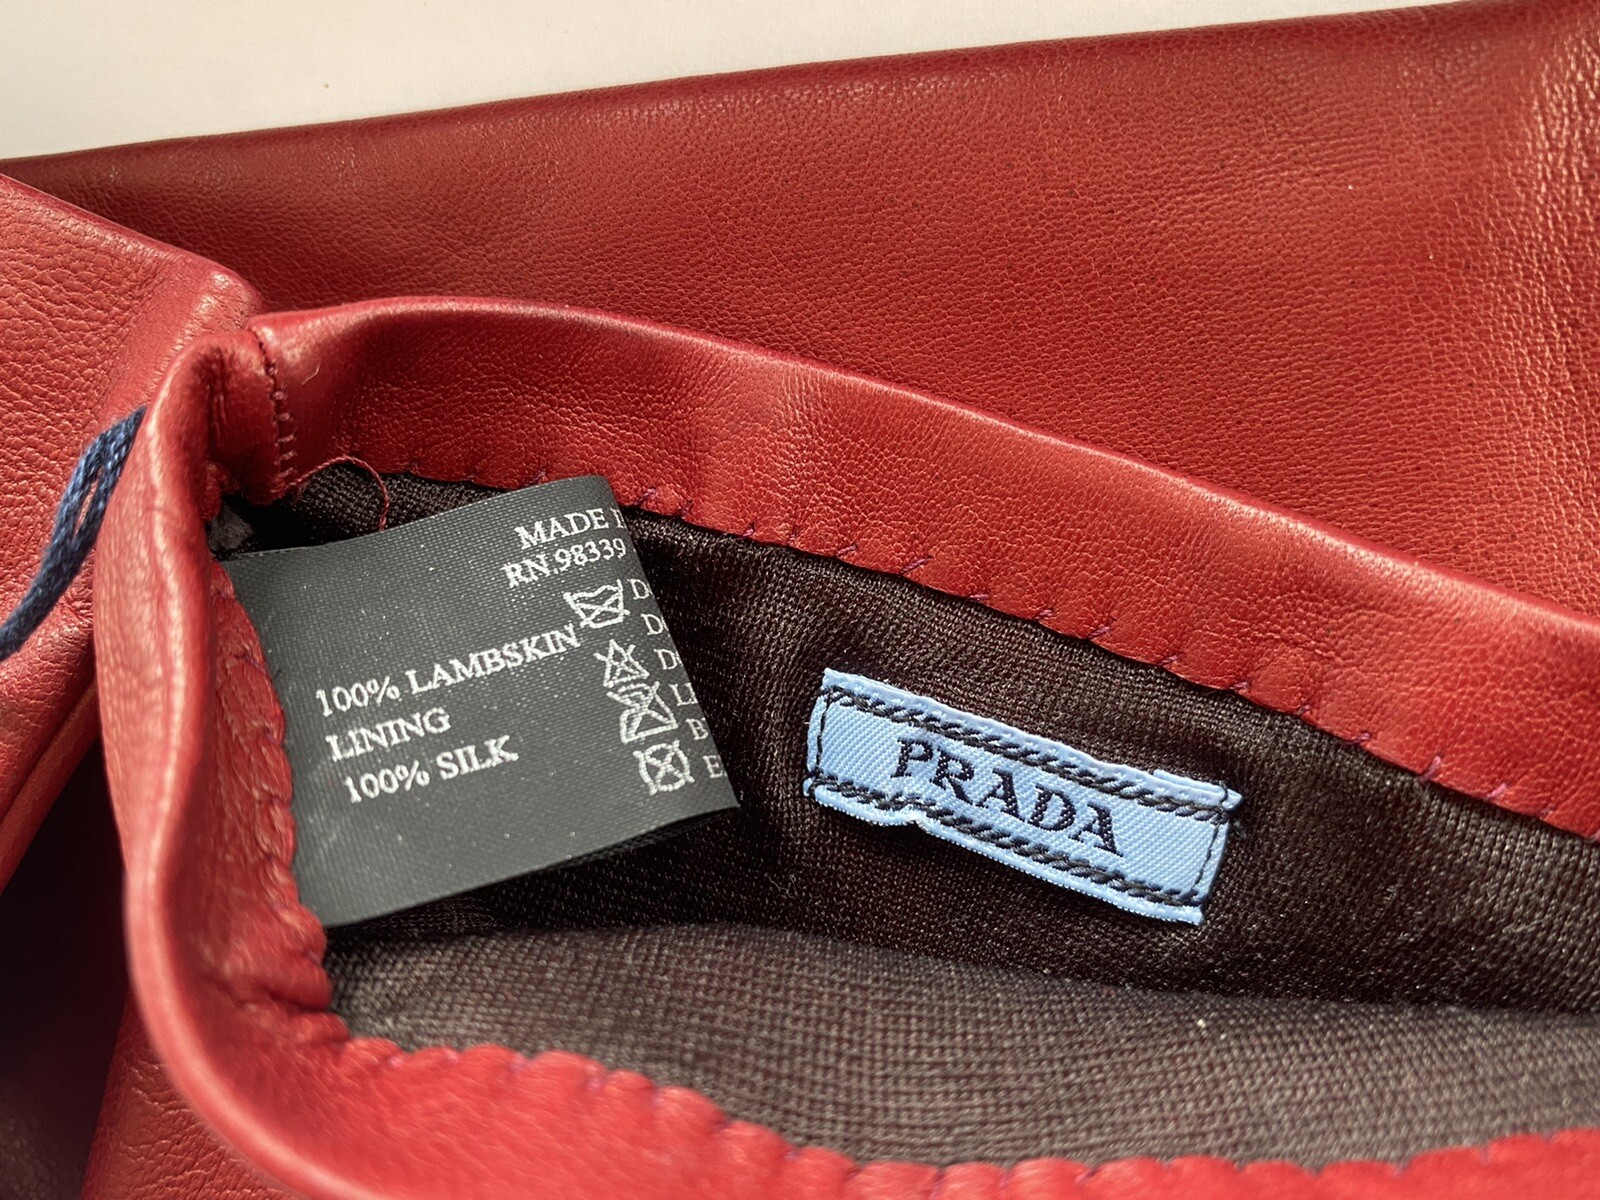 MADE
RN.98339
100% LAMBSKIN
LINING
100% SILK
PRADA